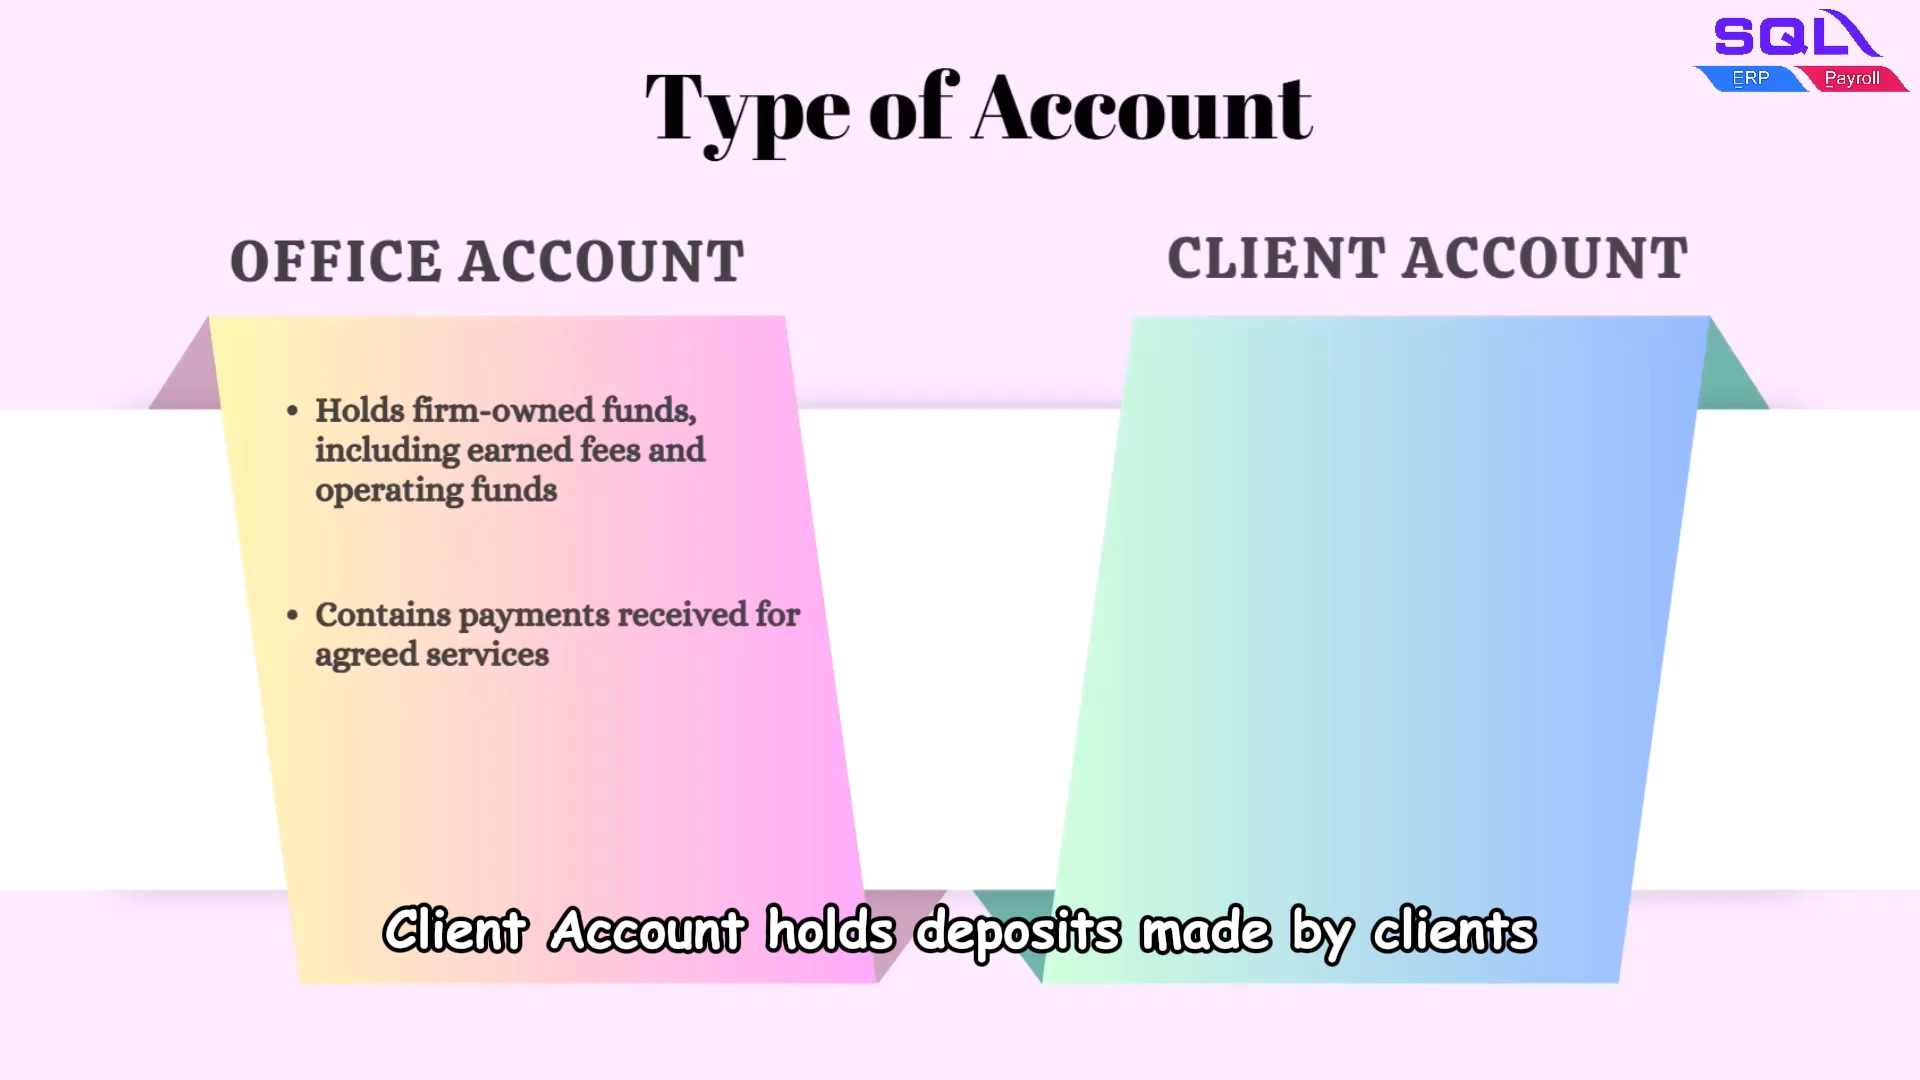 SQL
ERP Payroll
Type of Account
OFFICE ACCOUNT
• Holds firm-owned funds,
including earned fees and
operating funds
• Contains payments received for
agreed services
CLIENT ACCOUNT
Client Account holds deposits made by clients